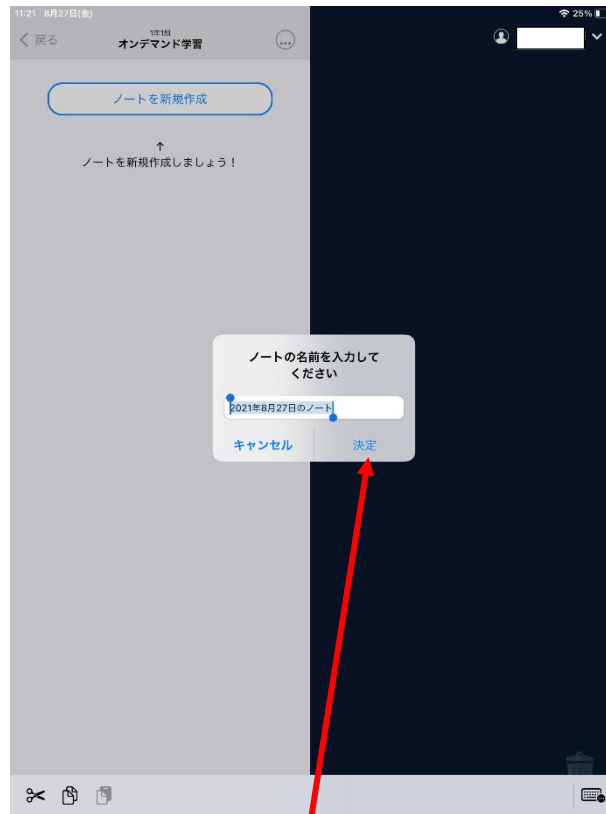 11:21 8月27日(金)
25%
戻る
1年1組
オンデマンド学習
ノートを新規作成
↑
ノートを新規作成しましょう！
ノートの名前を入力して
ください
2021年8月27日のノート
キャンセル
決定